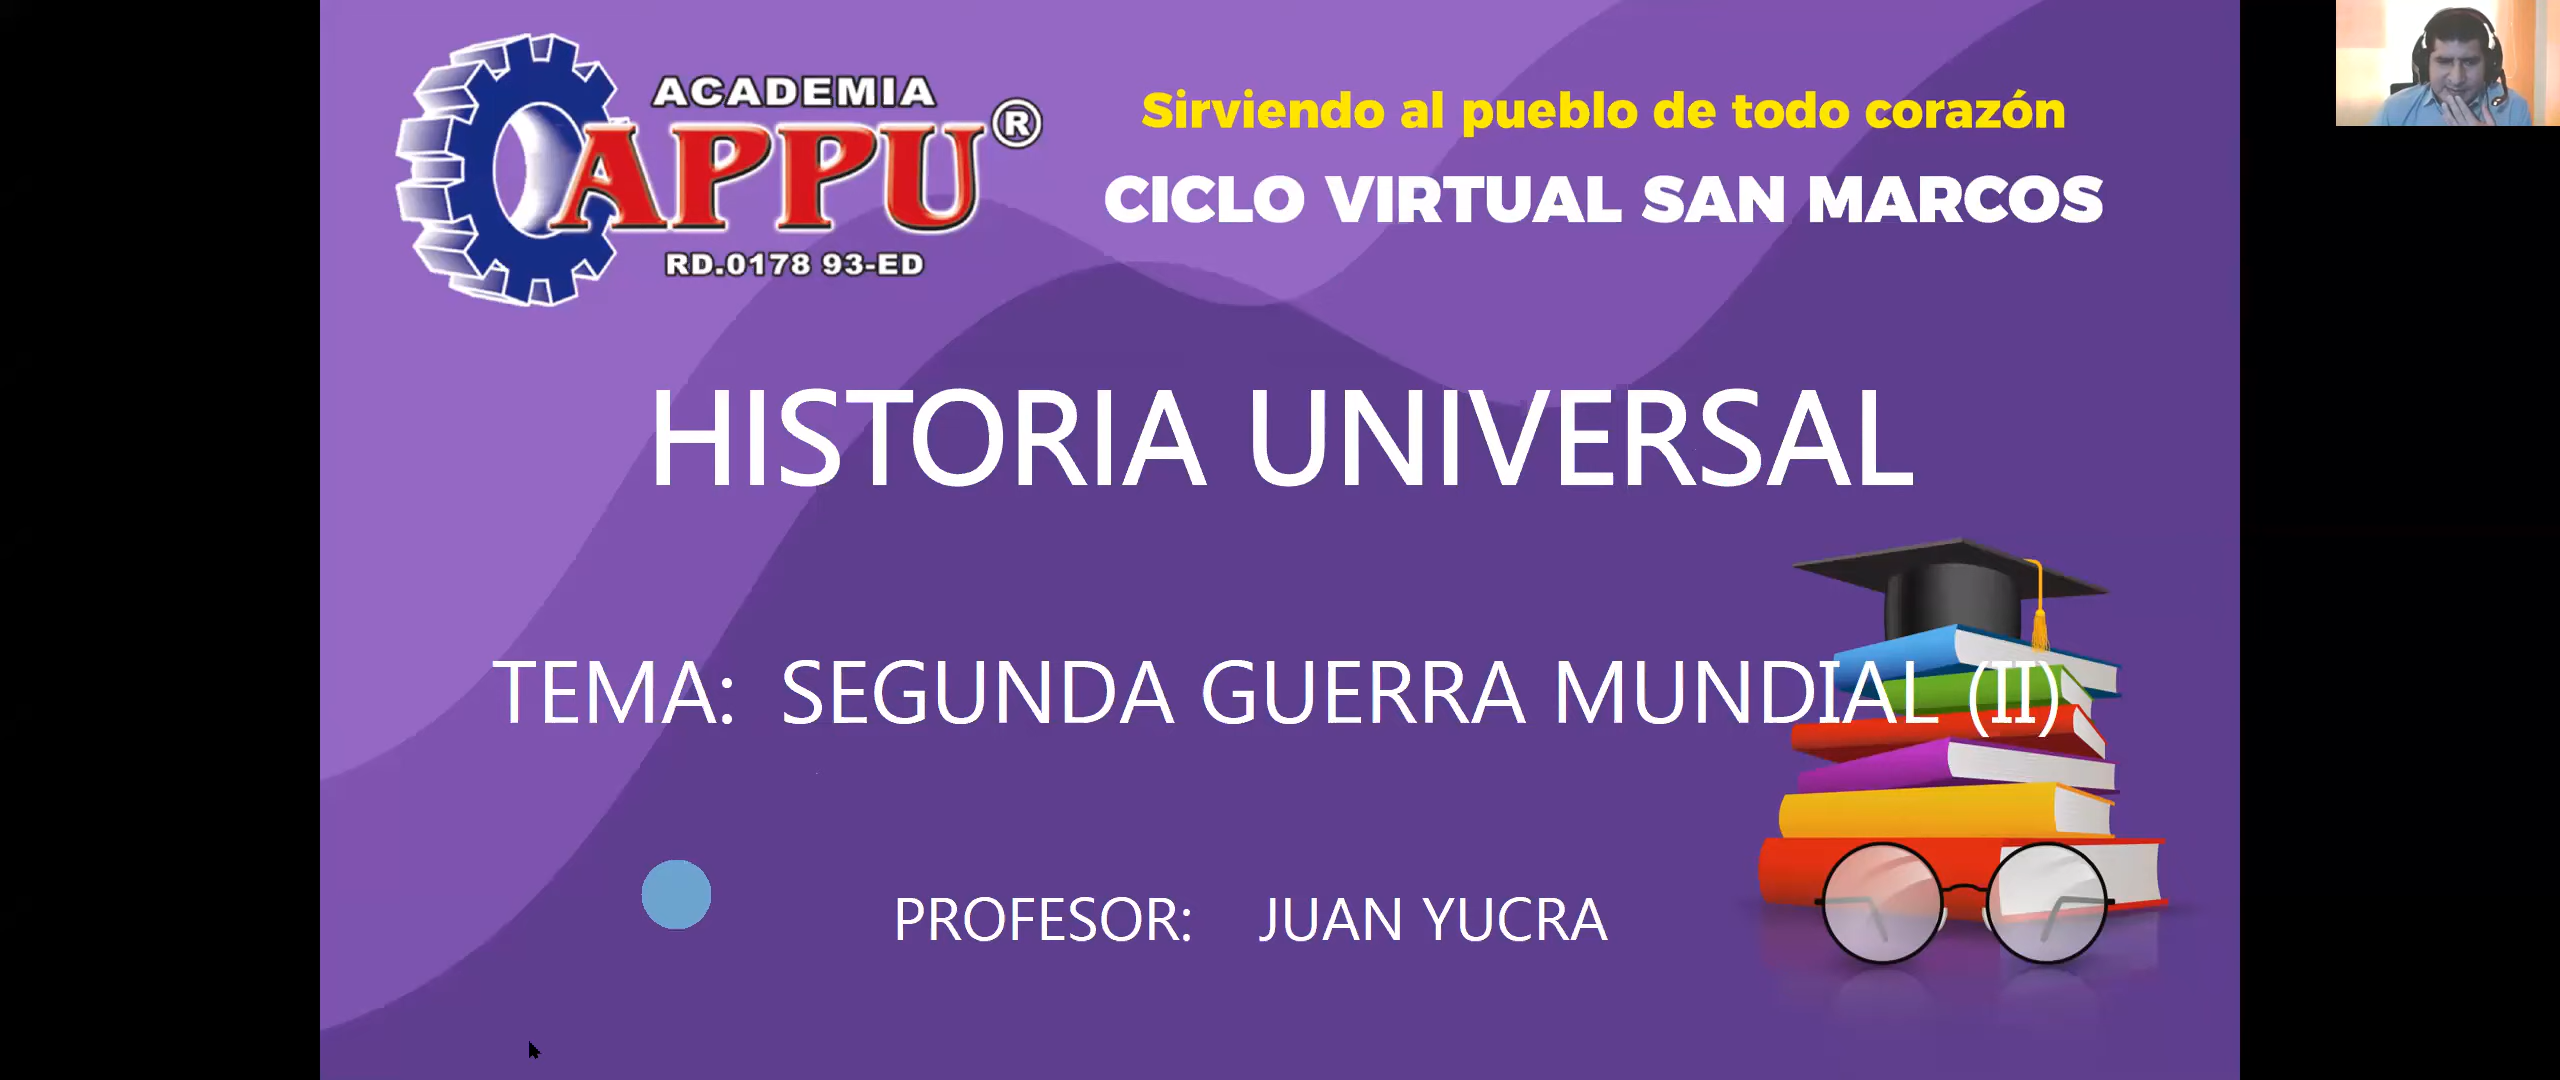 ACADEMIA
APPU®
RD.0178 93-ED
Sirviendo al pueblo de todo corazón
CICLO VIRTUAL SAN MARCOS
HISTORIA UNIVERSAL
TEMA: SEGUNDA GUERRA MUNDIAL (II)
PROFESOR: JUAN YUCRA